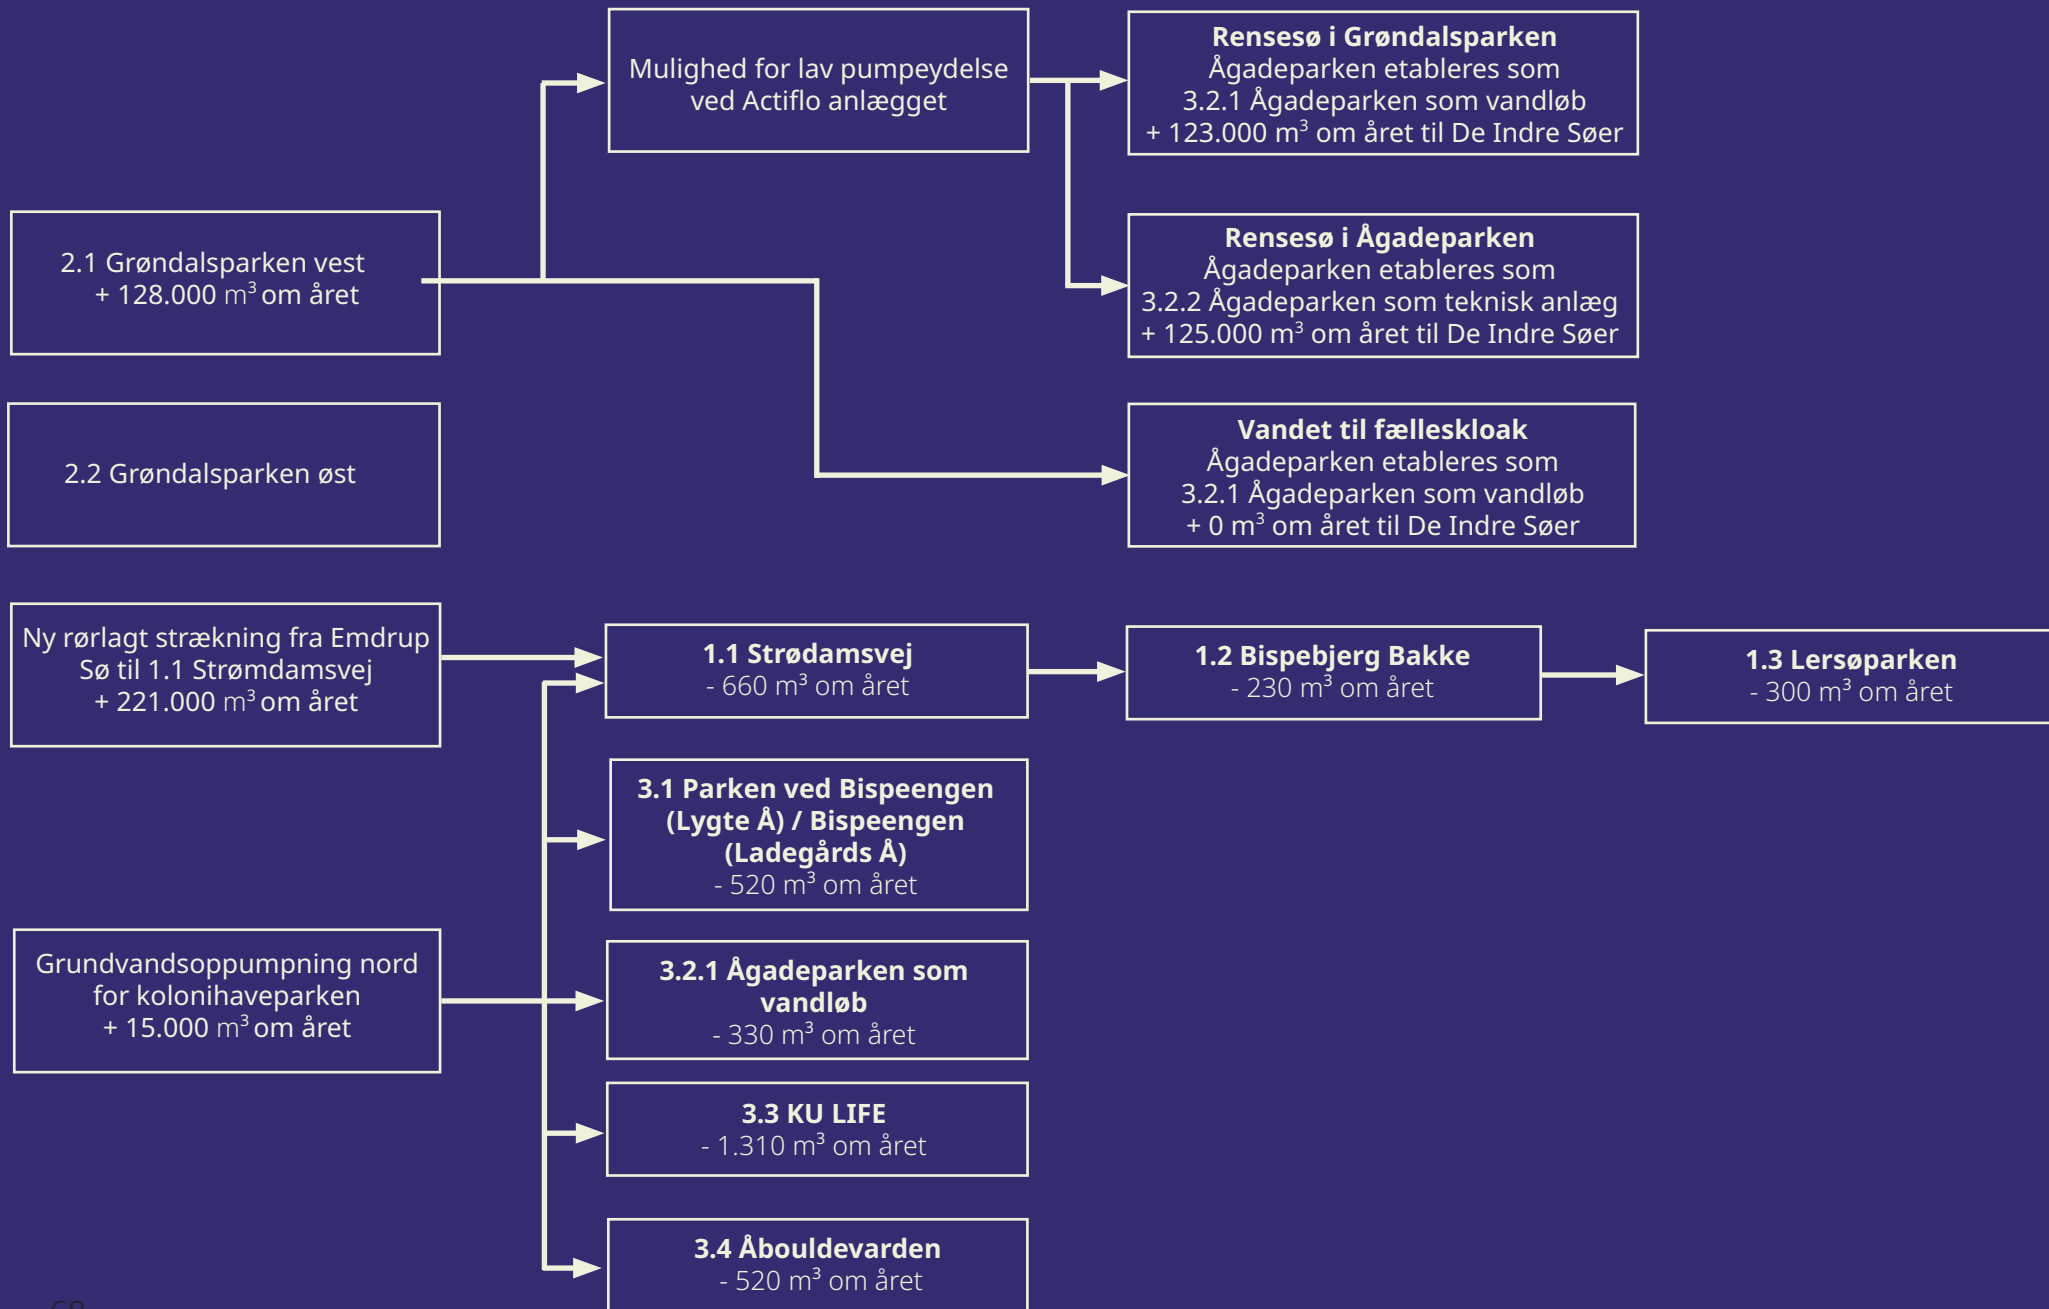 Mulighed for lav pumpeydelse
ved Actiflo anlægget
Rensesø i Grøndalsparken
Ågadeparken etableres som
3.2.1 Ågadeparken som vandløb
+ 123.000 m³ om året til De Indre Søer
2.1 Grøndalsparken vest
+ 128.000 m³ om året
Rensesø i Ågadeparken
Ågadeparken etableres som
3.2.2 Ågadeparken som teknisk anlæg
+ 125.000 m³ om året til De Indre Søer
2.2 Grøndalsparken øst
Vandet til fælleskloak
Ågadeparken etableres som
3.2.1 Ågadeparken som vandløb
+ 0 m³ om året til De Indre Søer
Ny rørlagt strækning fra Emdrup
Sø til 1.1 Strømdamsvej
+ 221.000 m³ om året
1.1 Strødamsvej
- 660 m³ om året
1.2 Bispebjerg Bakke
- 230 m³ om året
1.3 Lersøparken
- 300 m³ om året
3.1 Parken ved Bispeengen
(Lygte Å) / Bispeengen
(Ladegårds Å)
- 520 m³ om året
Grundvandsoppumpning nord
for kolonihaveparken
+ 15.000 m³ om året
3.2.1 Ågadeparken som
vandløb
- 330 m³ om året
3.3 KU LIFE
- 1.310 m³ om året
3.4 Åbouldevarden
- 520 m³ om året
68